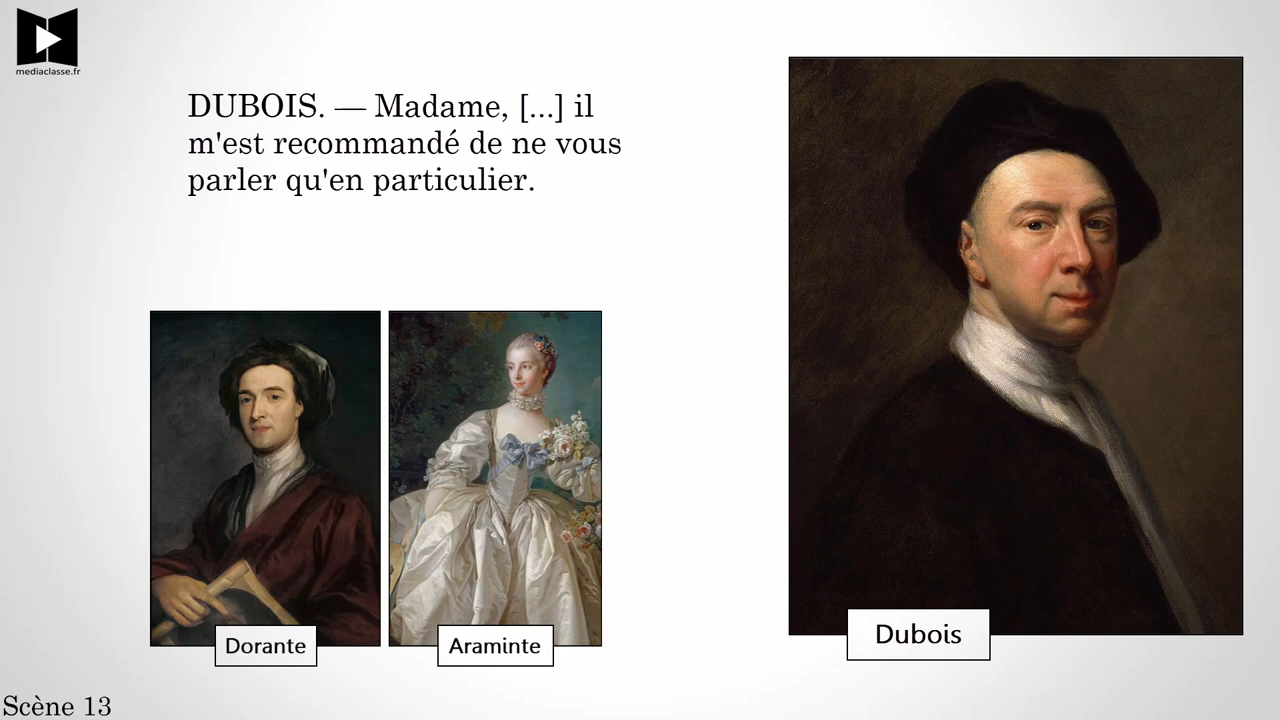 mediaclasse.fr
DUBOIS. — Madame, [...] il
m'est recommandé de ne vous
parler qu'en particulier.
Dorante
Araminte
Dubois
Scène 13